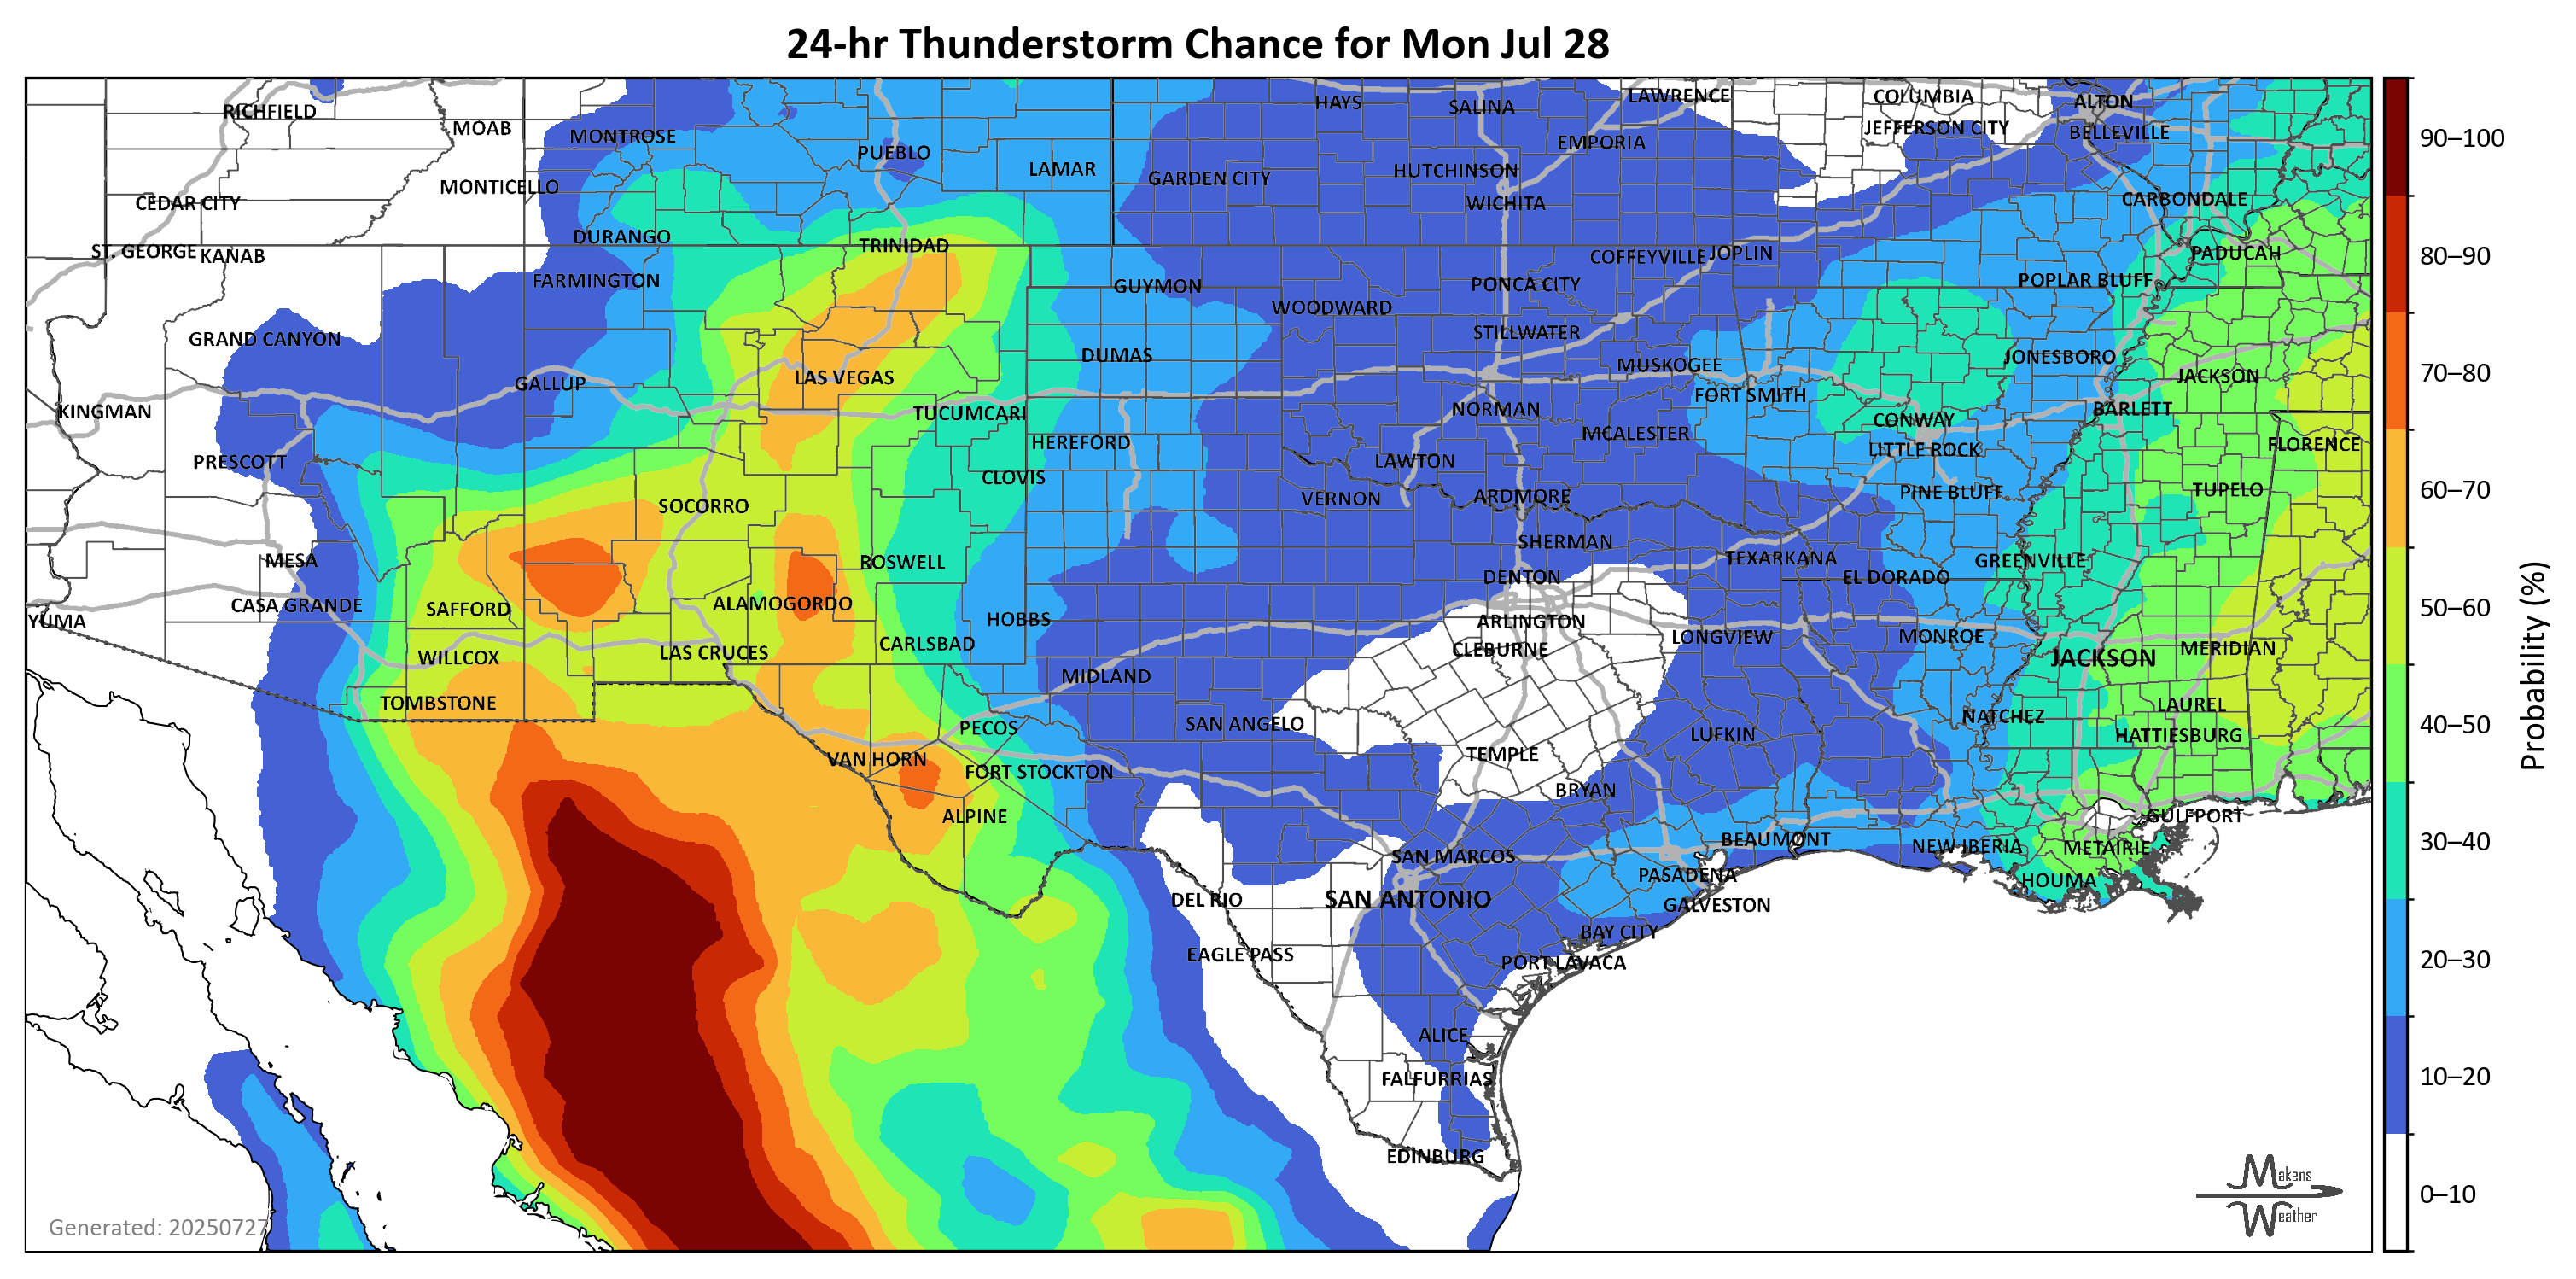 24-hr Thunderstorm Chance for Mon Jul 28
RICHFIELD
MOAB
MONTROSE
PUEBLO
LAMAR
HAYS
SALINA
LAWRENCE
COLUMBIA
ALTON
JEFFERSON CITY
BELLEVILLE
EMPORIA
GARDEN CITY
HUTCHINSON
MONTICELLO
CEDAR CITY
WICHITA
CARBONDALE
DURANGO
TRINIDAD
ST. GEORGE
KANAB
COFFEYVILLE
JOPLIN
PADUCAH
FARMINGTON
GUYMON
PONCA CITY
POPLAR BLUFF
WOODWARD
GRAND CANYON
STILLWATER
DUMAS
JONESBORO
MUSKOGEE
GALLUP
LAS VEGAS
JACKSON
FORT SMITH
KINGMAN
TUCUMCARI
NORMAN
BARLETT
CONWAY
HEREFORD
MCALESTER
FLORENCE
LITTLE ROCK
PRESCOTT
LAWTON
CLOVIS
TUPELO
PINE BLUFF
VERNON
ARDMORE
SOCORRO
SHERMAN
MESA
ROSWELL
TEXARKANA
GREENVILLE
DENTON
EL DORADO
CASA GRANDE
SAFFORD
ALAMOGORDO
YUMA
HOBBS
ARLINGTON
LONGVIEW
MONROE
CARLSBAD
CLEBURNE
MERIDIAN
WILLCOX
LAS CRUCES
JACKSON
MIDLAND
TOMBSTONE
LAUREL
NATCHEZ
SAN ANGELO
PECOS
LUFKIN
HATTIESBURG
TEMPLE
VAN HORN
FORT STOCKTON
BRYAN
ALPINE
GULFPORT
BEAUMONT
NEW IBERIA
METAIRIE
SAN MARCOS
PASADENA
HOUMA
DEL RIO
SAN ANTONIO
GALVESTON
BAY CITY
EAGLE PASS
PORT LAVACA
ALICE
FALFURRIAS
EDINBURG
Generated: 20250727
Makens
Weather
90–100
80–90
70–80
60–70
50–60
40–50
30–40
20–30
10–20
0–10
Probability (%)